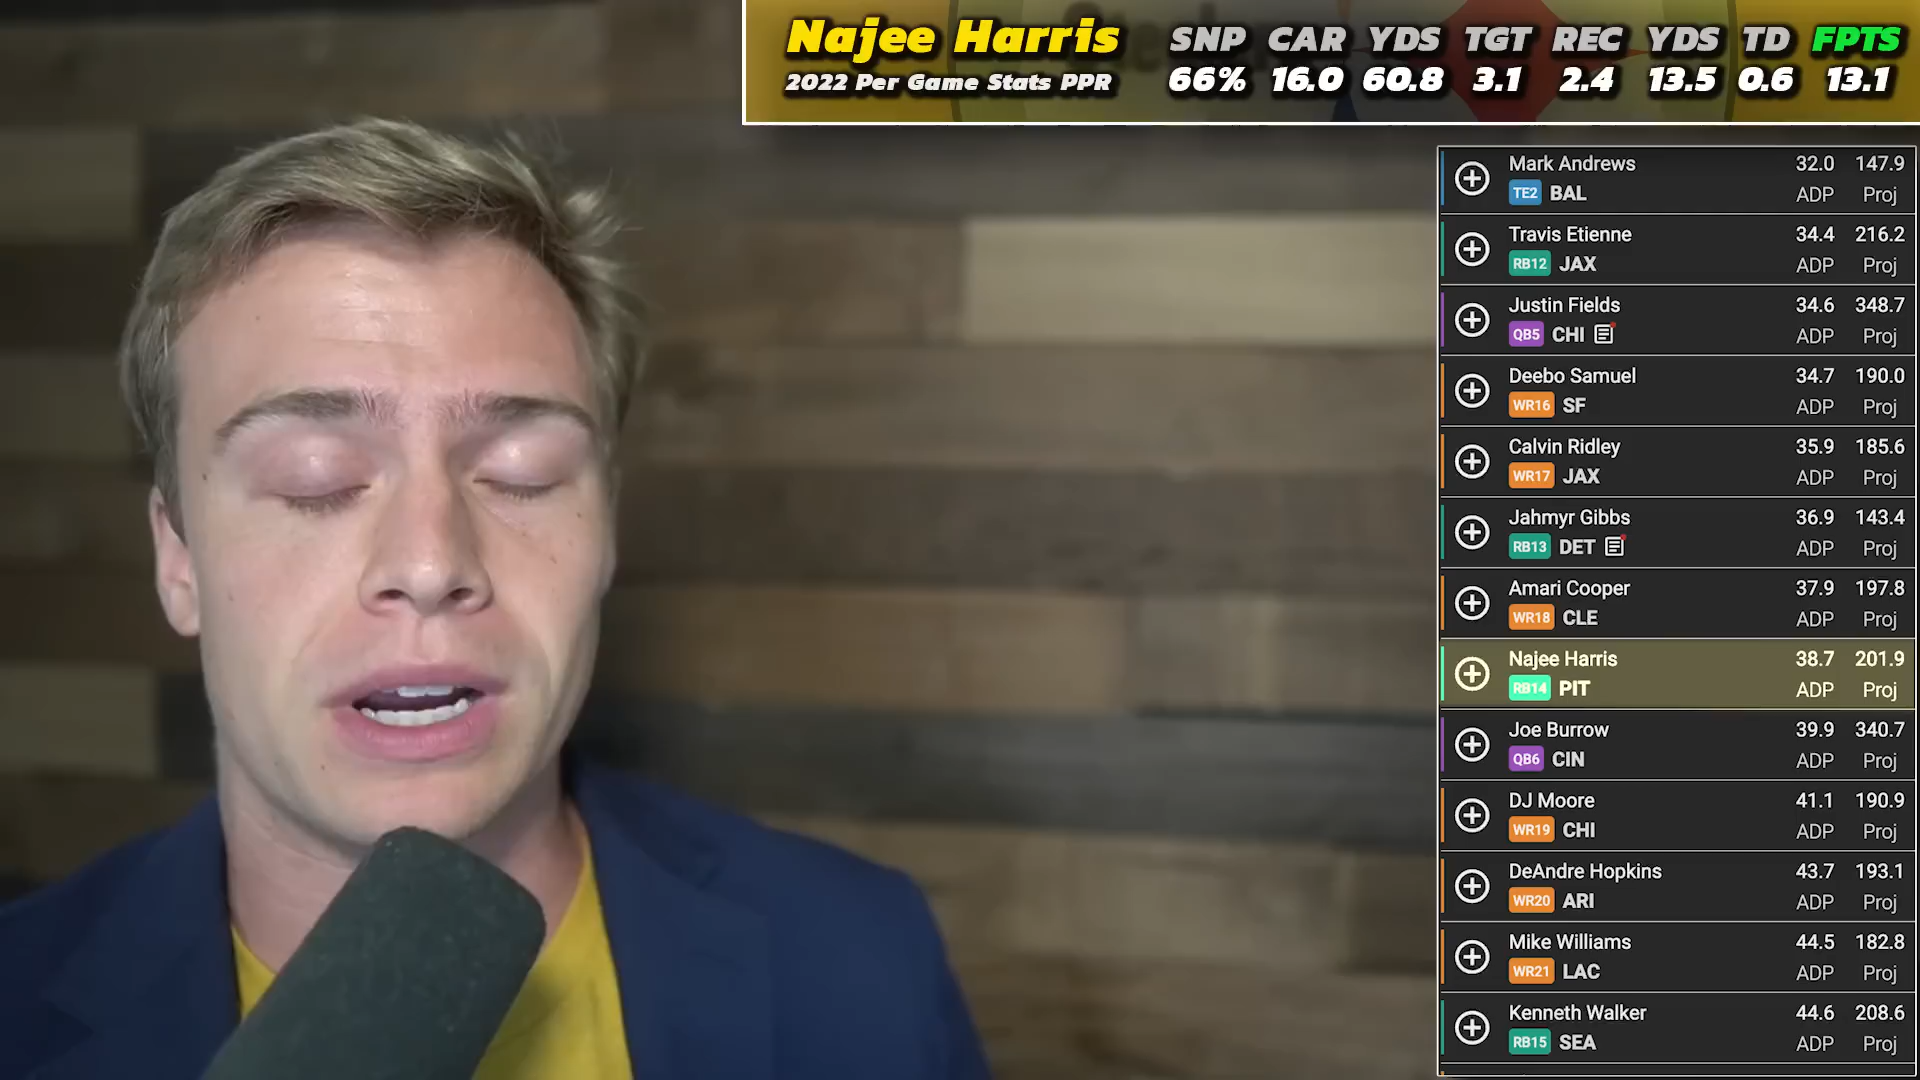 Najee Harris
2022 Per Game Stats PPR
SNP CAR YDS TGT REC YDS TD FPTS
66% 16.0 60.8 3.1 2.4 13.5 0.6 13.1
Mark Andrews 32.0 147.9
TE2 BAL ADP Proj
Travis Etienne 34.4 216.2
RB12 JAX ADP Proj
Justin Fields 34.6 348.7
QB5 CHI ADP Proj
Deebo Samuel 34.7 190.0
WR16 SF ADP Proj
Calvin Ridley 35.9 185.6
WR17 JAX ADP Proj
Jahmyr Gibbs 36.9 143.4
RB13 DET ADP Proj
Amari Cooper 37.9 197.8
WR18 CLE ADP Proj
Najee Harris 38.7 201.9
RB14 PIT ADP Proj
Joe Burrow 39.9 340.7
QB6 CIN ADP Proj
DJ Moore 41.1 190.9
WR19 CHI ADP Proj
DeAndre Hopkins 43.7 193.1
WR20 ARI ADP Proj
Mike Williams 44.5 182.8
WR21 LAC ADP Proj
Kenneth Walker 44.6 208.6
RB15 SEA ADP Proj